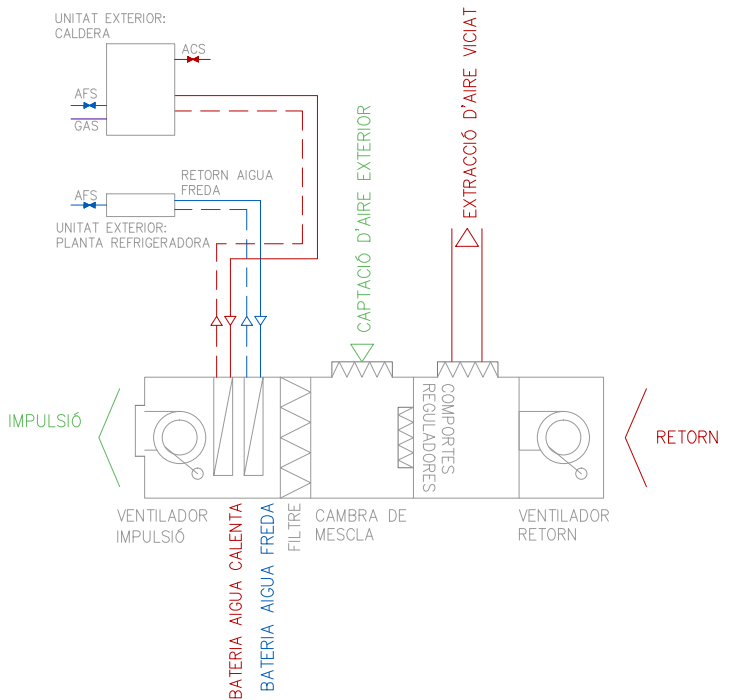 UNITAT EXTERIOR:
CALDERA
ACS
AFS
GAS
RETORN AIGUA
FREDA
AFS
UNITAT EXTERIOR:
PLANTA REFRIGERADORA
CAPTACIÓ D'AIRE EXTERIOR
EXTRACCIÓ D'AIRE VICIAT
IMPULSIÓ
COMPORTES
REGULADORES
RETORN
VENTILADOR
IMPULSIÓ
BATERIA AIGUA CALENTA
BATERIA AIGUA FREDA
FILTRE
CAMBRA DE
MESCLA
VENTILADOR
RETORN